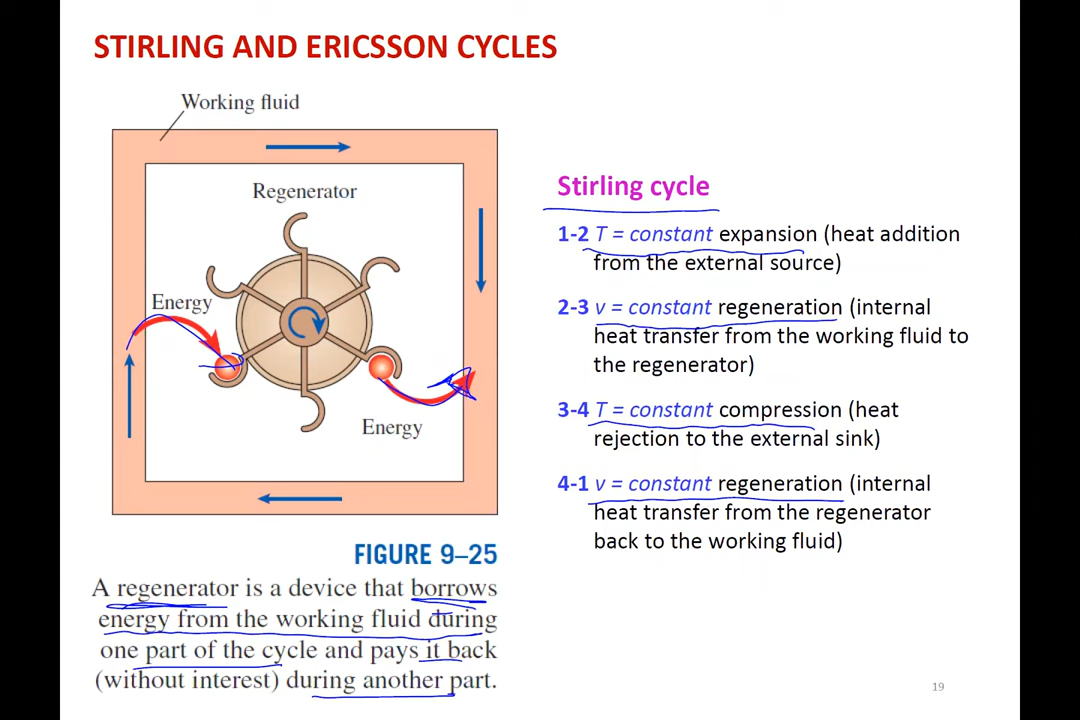 STIRLING AND ERICSSON CYCLES
Working fluid
Regenerator
Energy
Energy
FIGURE 9–25
A regenerator is a device that borrows
energy from the working fluid during
one part of the cycle and pays it back
(without interest) during another part.
Stirling cycle
1-2 T = constant expansion (heat addition
from the external source)
2-3 v = constant regeneration (internal
heat transfer from the working fluid to
the regenerator)
3-4 T = constant compression (heat
rejection to the external sink)
4-1 v = constant regeneration (internal
heat transfer from the regenerator
back to the working fluid)
19